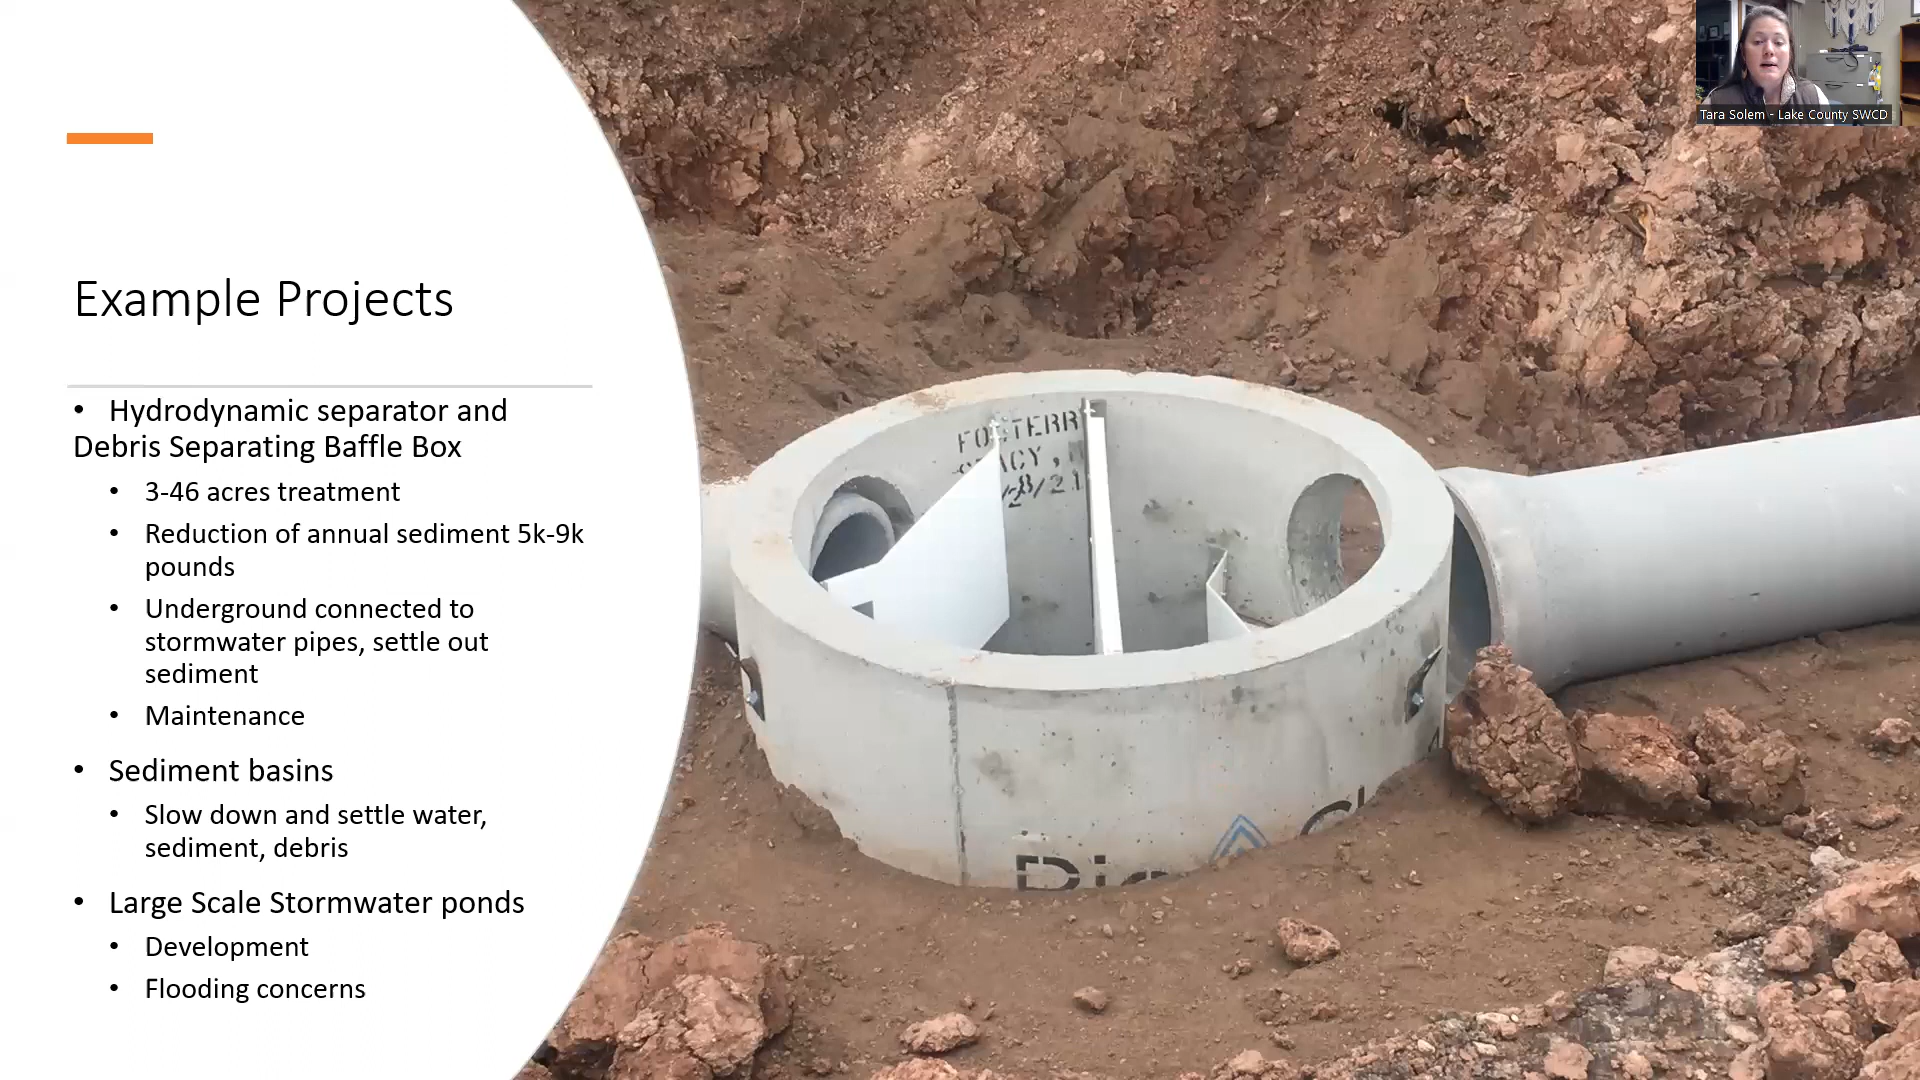 Example Projects
• Hydrodynamic separator and
Debris Separating Baffle Box
• 3-46 acres treatment
• Reduction of annual sediment 5k-9k
pounds
• Underground connected to
stormwater pipes, settle out
sediment
• Maintenance
• Sediment basins
• Slow down and settle water,
sediment, debris
• Large Scale Stormwater ponds
• Development
• Flooding concerns
Tara Solem - Lake County SWCD